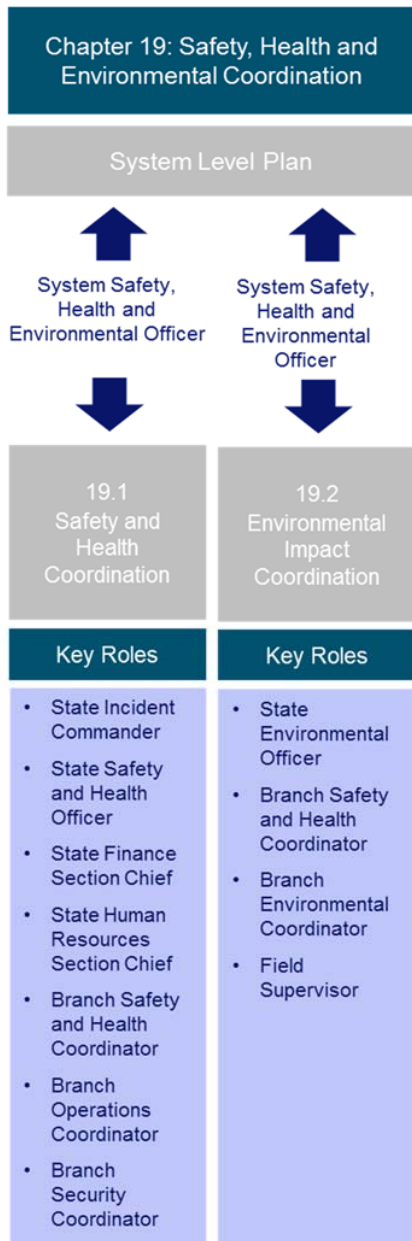 Chapter 19: Safety, Health and
Environmental Coordination
System Level Plan
System Safety,
Health and
Environmental Officer
System Safety,
Health and
Environmental
Officer
19.1
Safety and
Health
Coordination
19.2
Environmental
Impact
Coordination
Key Roles
• State Incident
Commander
• State Safety
and Health
Officer
• State Finance
Section Chief
• State Human
Resources
Section Chief
• Branch Safety
and Health
Coordinator
• Branch
Operations
Coordinator
• Branch
Security
Coordinator
Key Roles
• State
Environmental
Officer
• Branch Safety
and Health
Coordinator
• Branch
Environmental
Coordinator
• Field
Supervisor